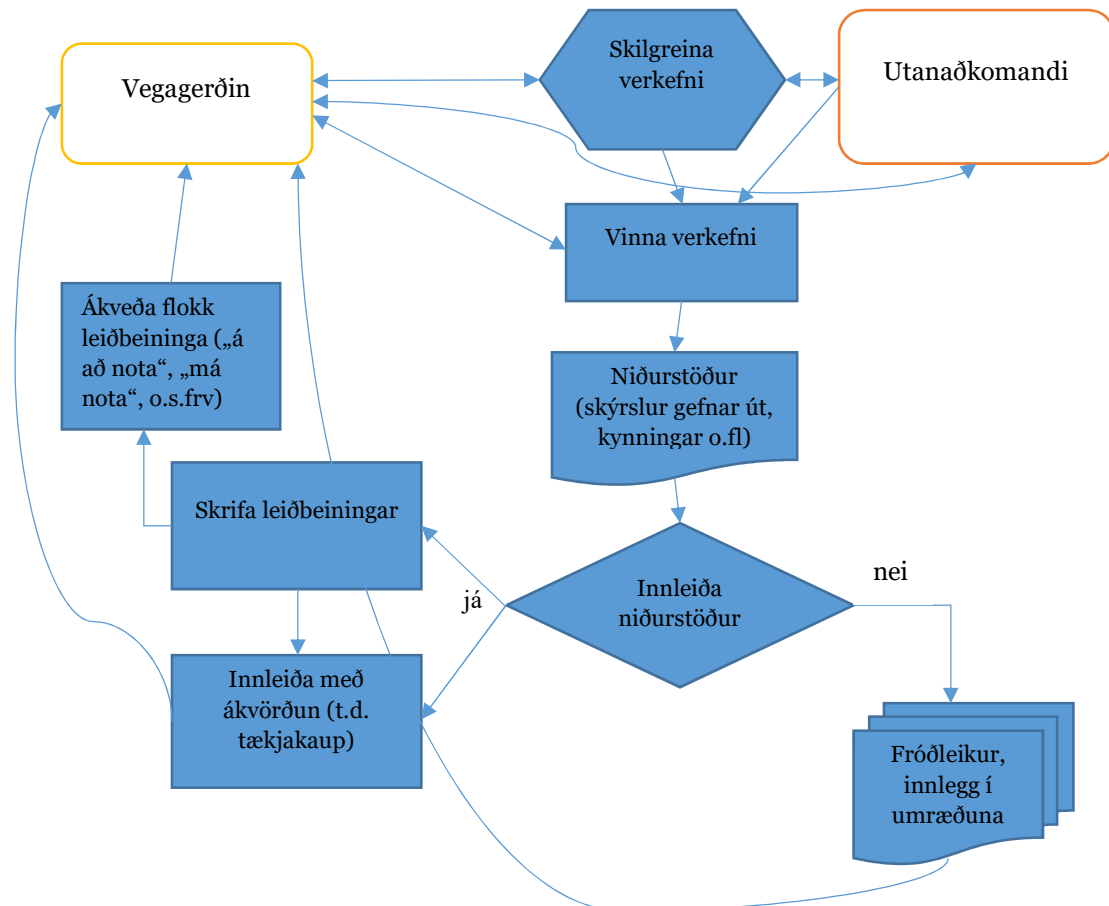 Vegagerðin
Skilgreina
verkefni
Utanaðkomandi
Vinna verkefni
Ákveða flokk
leiðbeininga („á
að nota“, „má
nota“, o.s.frv)
Niðurstöður
(skýrslur gefnar út,
kynningar o.fl)
Skrifa leiðbeiningar
Innleiða
niðurstöður
nei
já
Innleiða með
ákvörðun (t.d.
tækjakaup)
Fróðleikur,
innlegg í
umræðuna